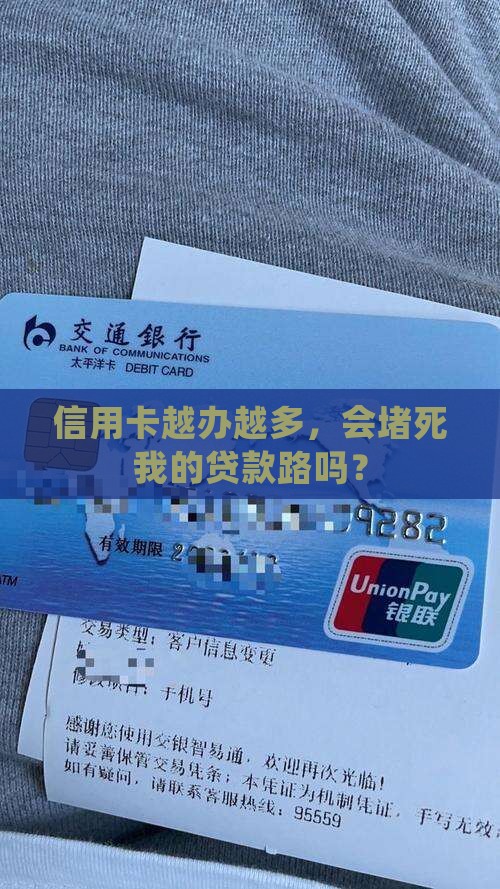 交通銀行
BANK OF COMMUNICATIONS
太平洋卡 DEBIT CARD
信用卡越办越多，会堵死
我的贷款路吗？
9282
有效期限
ATM
UnionPay
银联
交易类型：客户信息变更
手机号
感谢您使用交银智易通，欢迎再次光临！
请妥善保管交易凭条；本凭证为机制凭证，手写无效
如有疑问，请联系客服热线：95559